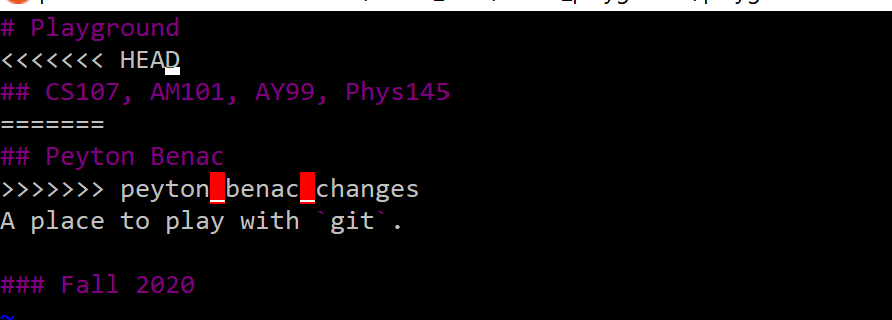 # Playground
<<<<<<< HEAD
## CS107, AM101, AY99, Phys145
=======
## Peyton Benac
>>>>>>> peyton_benac_changes
A place to play with `git`.
### Fall 2020
~